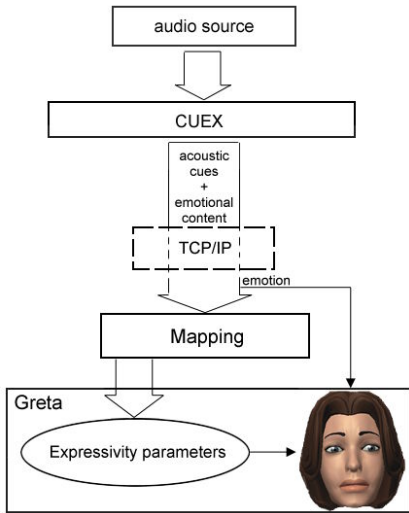 audio source
CUEX
acoustic
cues
+
emotional
content
TCP/IP
emotion
Mapping
Greta
Expressivity parameters